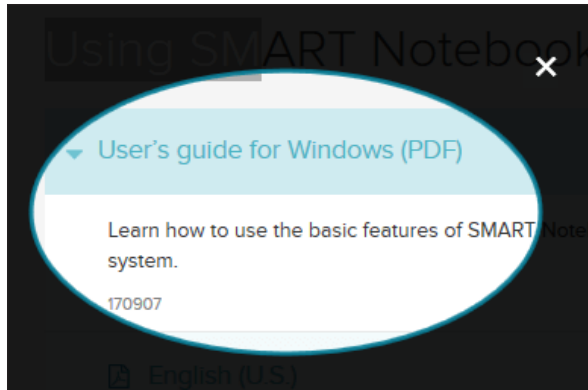 Using SMART Notebook
User's guide for Windows (PDF)
Learn how to use the basic features of SMART Note
system.
170907
English (U.S.)